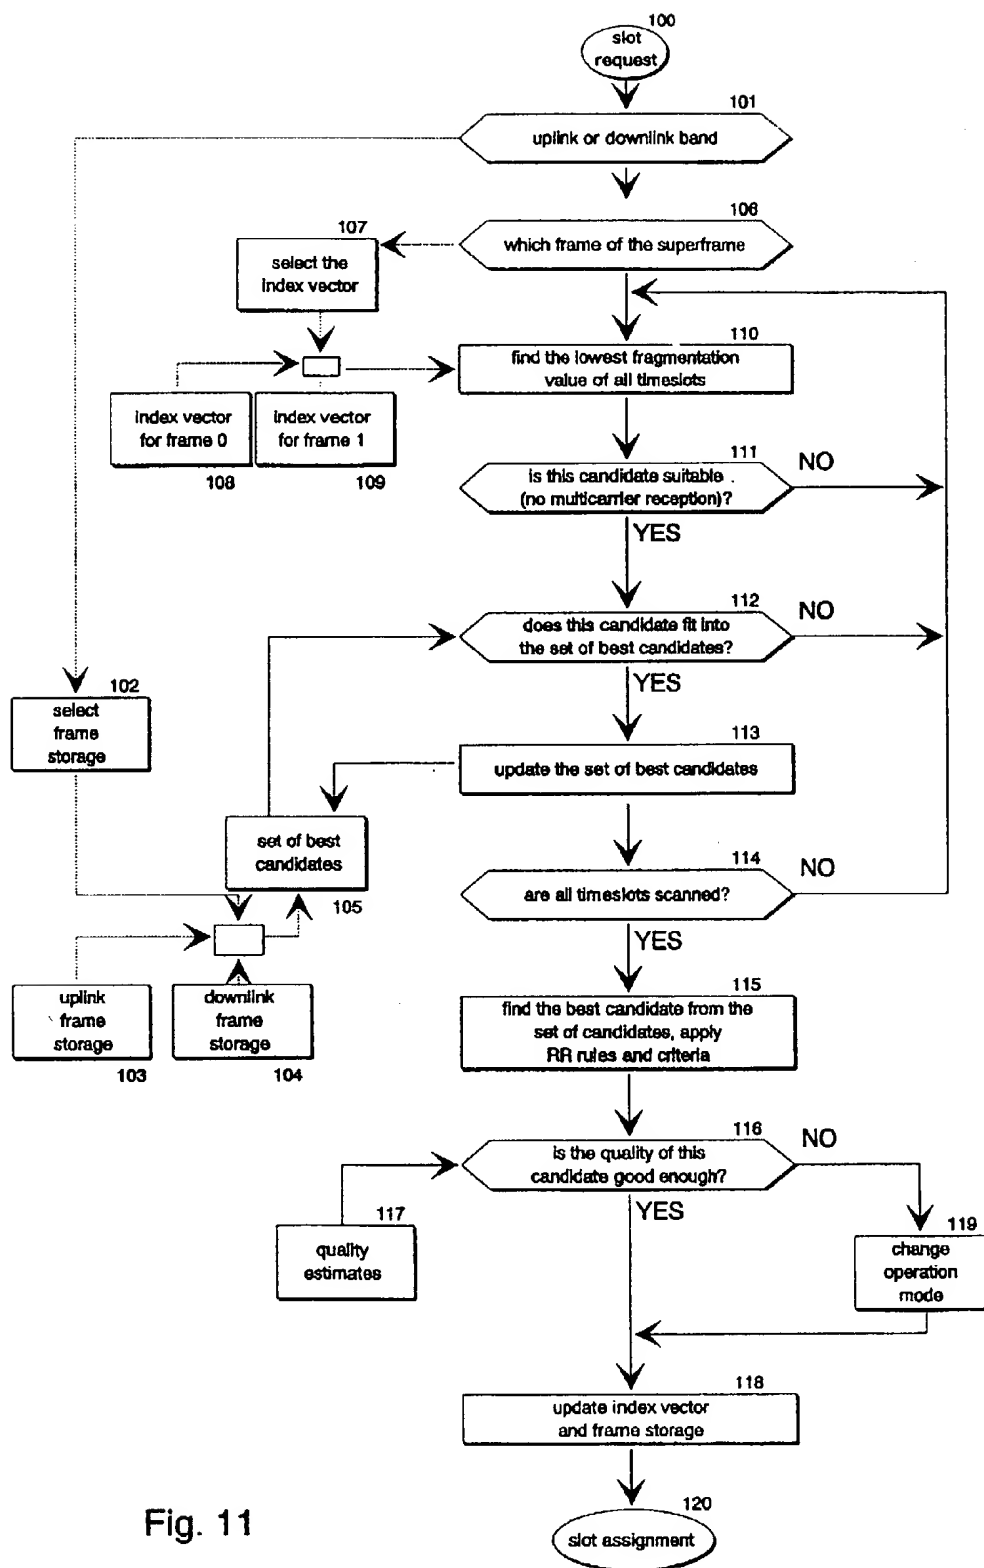 100
slot
request
101
uplink or downlink band
106
which frame of the superframe
107
select the
index vector
110
find the lowest fragmentation
value of all timeslots
index vector
for frame 0
index vector
for frame 1
108
109
111
is this candidate suitable
(no multicarrier reception)?
NO
YES
112
does this candidate fit into
the set of best candidates?
NO
YES
102
select
frame
storage
113
update the set of best candidates
set of best
candidates
105
114
are all timeslots scanned?
NO
YES
uplink
frame
storage
103
downlink
frame
storage
104
115
find the best candidate from the
set of candidates, apply
RR rules and criteria
116
is the quality of this
candidate good enough?
NO
YES
117
quality
estimates
119
change
operation
mode
118
update index vector
and frame storage
120
slot assignment
Fig. 11